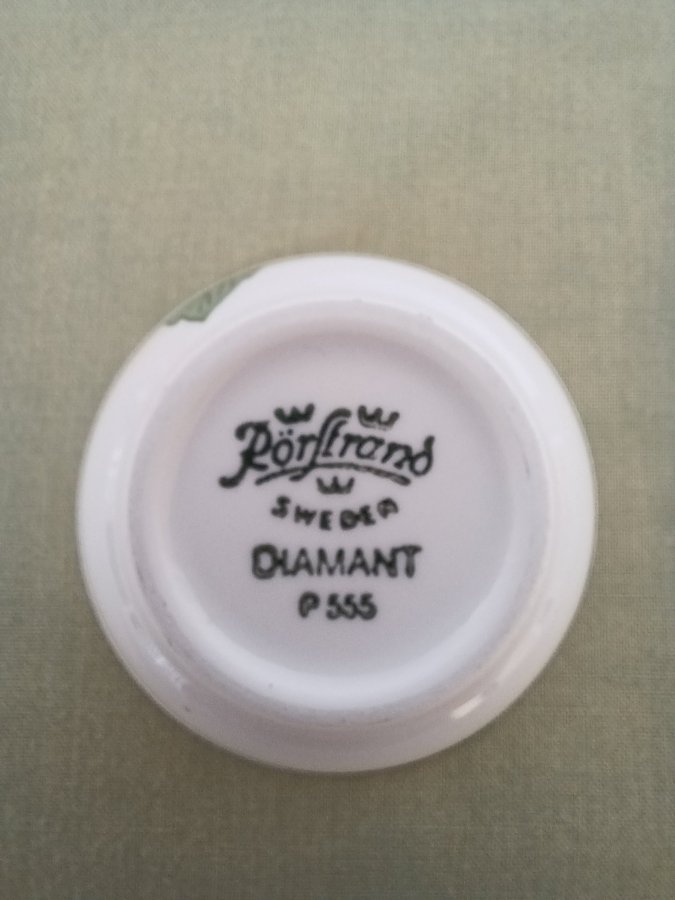 Rörstrand
SWEDEN
DIAMANT
P 555